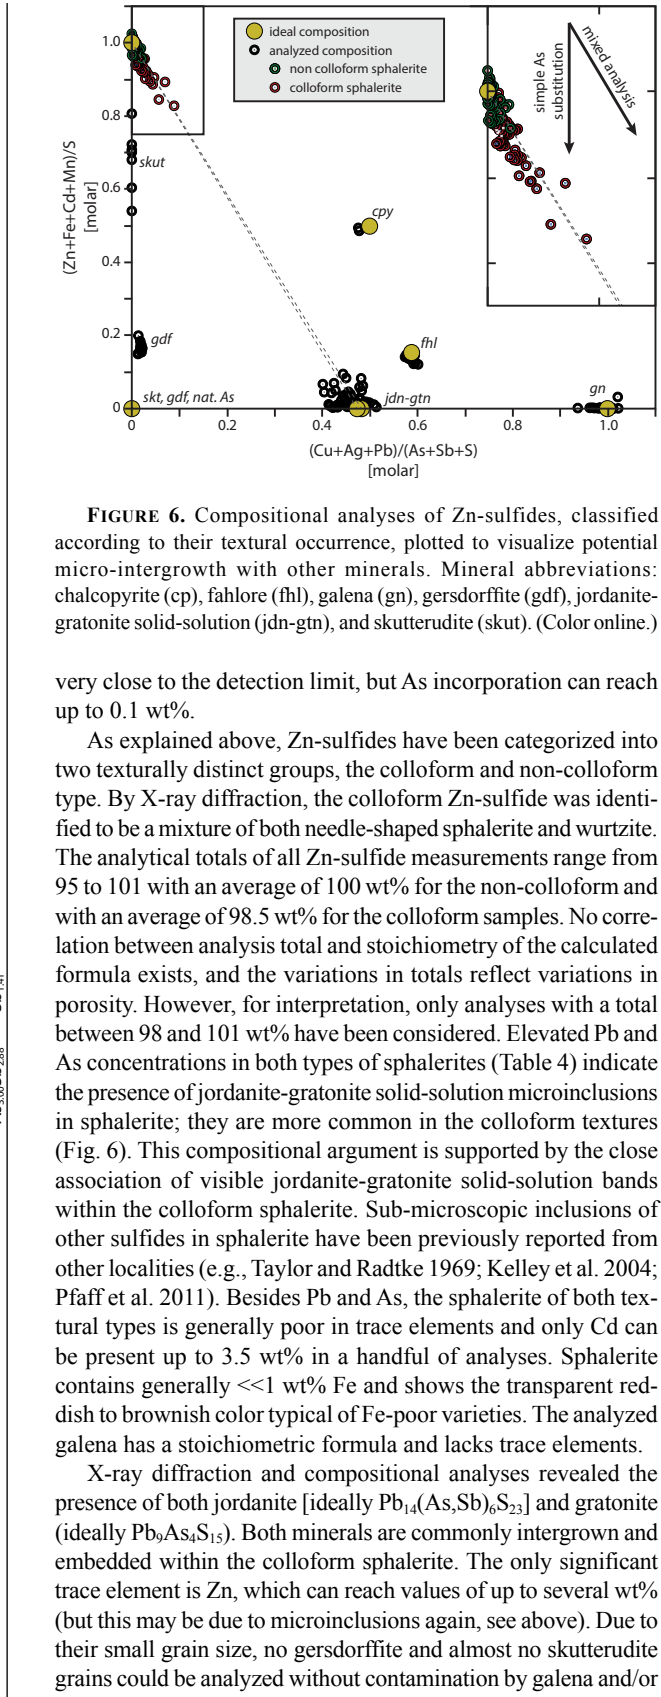 1.0
0.8
0.6
0.4
0.2
0
(Zn+Fe+Cd+Mn)/S
[molar]
ideal composition
analyzed composition
non colloform sphalerite
colloform sphalerite
simple As
substitution
mixed analysis
skut
cpy
gdf
fhl
skt, gdf, nat. As
jdn-gtn
gn
0
0.2
0.4
0.6
0.8
1.0
(Cu+Ag+Pb)/(As+Sb+S)
[molar]
FIGURE 6. Compositional analyses of Zn-sulfides, classified
according to their textural occurrence, plotted to visualize potential
micro-intergrowth with other minerals. Mineral abbreviations:
chalcopyrite (cp), fahlore (fhl), galena (gn), gersdorffite (gdf), jordanite-
gratonite solid-solution (jdn-gtn), and skutterudite (skut). (Color online.)
very close to the detection limit, but As incorporation can reach
up to 0.1 wt%.
As explained above, Zn-sulfides have been categorized into
two texturally distinct groups, the colloform and non-colloform
type. By X-ray diffraction, the colloform Zn-sulfide was identi-
fied to be a mixture of both needle-shaped sphalerite and wurtzite.
The analytical totals of all Zn-sulfide measurements range from
95 to 101 with an average of 100 wt% for the non-colloform and
with an average of 98.5 wt% for the colloform samples. No corre-
lation between analysis total and stoichiometry of the calculated
formula exists, and the variations in totals reflect variations in
porosity. However, for interpretation, only analyses with a total
between 98 and 101 wt% have been considered. Elevated Pb and
As concentrations in both types of sphalerites (Table 4) indicate
the presence of jordanite-gratonite solid-solution microinclusions
in sphalerite; they are more common in the colloform textures
(Fig. 6). This compositional argument is supported by the close
association of visible jordanite-gratonite solid-solution bands
within the colloform sphalerite. Sub-microscopic inclusions of
other sulfides in sphalerite have been previously reported from
other localities (e.g., Taylor and Radtke 1969; Kelley et al. 2004;
Pfaff et al. 2011). Besides Pb and As, the sphalerite of both tex-
tural types is generally poor in trace elements and only Cd can
be present up to 3.5 wt% in a handful of analyses. Sphalerite
contains generally <<1 wt% Fe and shows the transparent red-
dish to brownish color typical of Fe-poor varieties. The analyzed
galena has a stoichiometric formula and lacks trace elements.
X-ray diffraction and compositional analyses revealed the
presence of both jordanite [ideally Pb₁₄(As,Sb)₆S₂₃] and gratonite
(ideally Pb₉As₄S₁₅). Both minerals are commonly intergrown and
embedded within the colloform sphalerite. The only significant
trace element is Zn, which can reach values of up to several wt%
(but this may be due to microinclusions again, see above). Due to
their small grain size, no gersdorffite and almost no skutterudite
grains could be analyzed without contamination by galena and/or